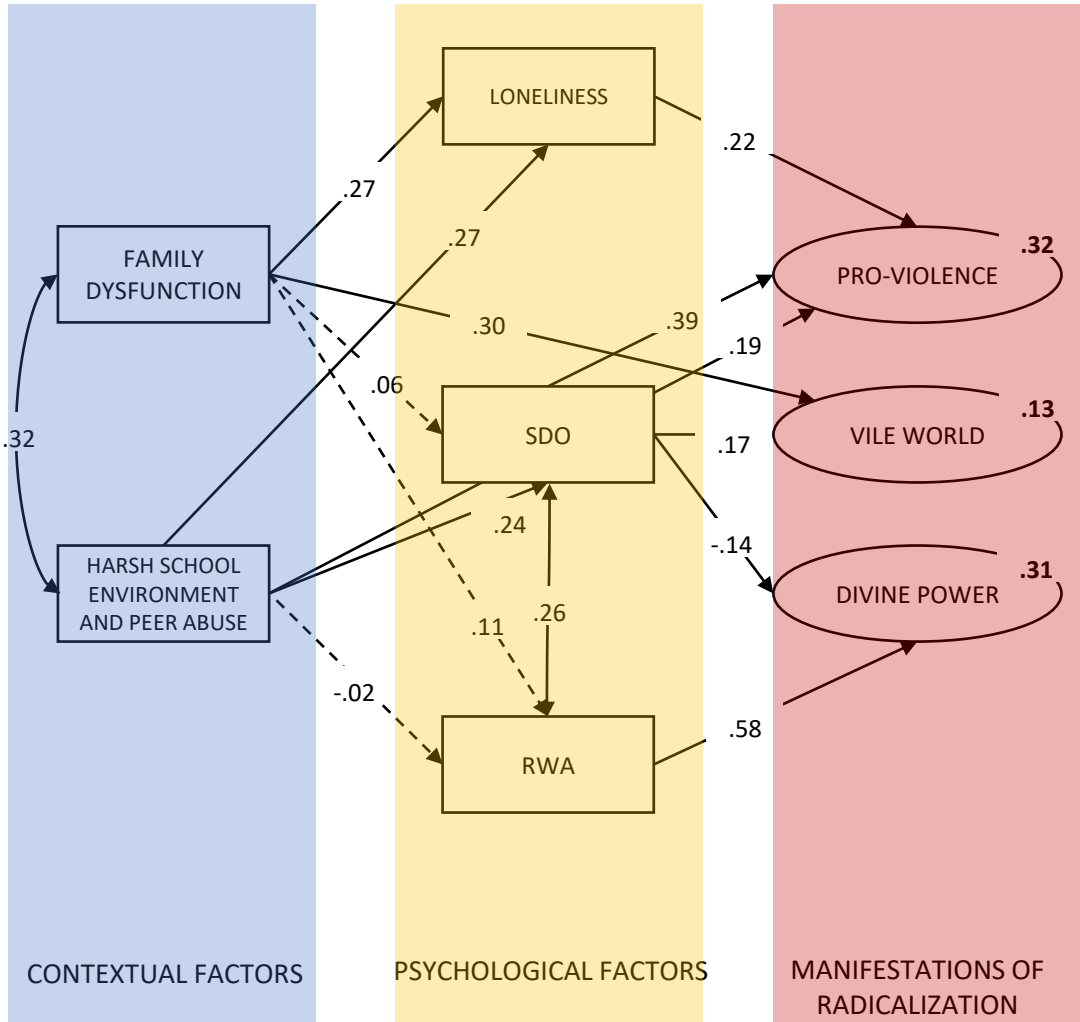 LONELINESS
.22
.27
.27
.32
FAMILY
DYSFUNCTION
PRO-VIOLENCE
.30
.39
.19
.06
.13
.32
SDO
.17
VILE WORLD
.24
-.14
HARSH SCHOOL
ENVIRONMENT
AND PEER ABUSE
.31
DIVINE POWER
.11
.26
-.02
.58
RWA
CONTEXTUAL FACTORS
PSYCHOLOGICAL FACTORS
MANIFESTATIONS OF
RADICALIZATION